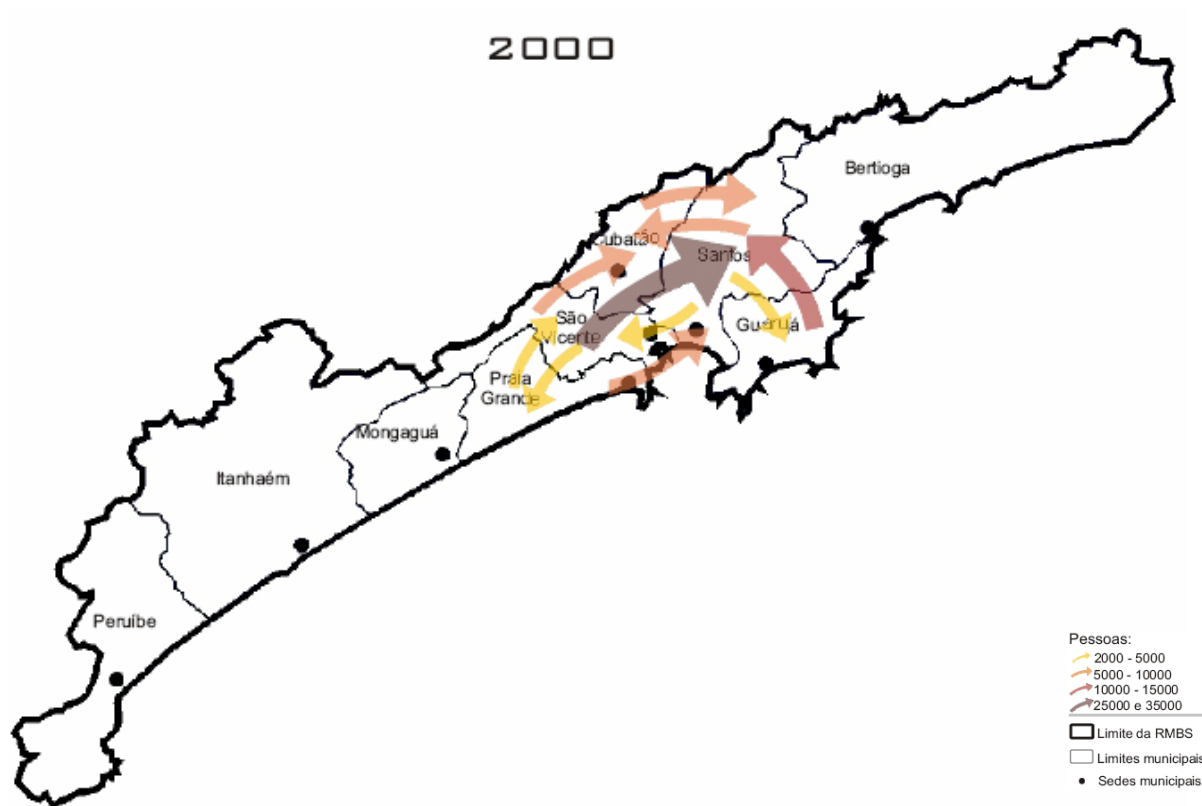 2000
Bertioga
Cubatão
Santos
São
Vicente
Guarujá
Praia
Grande
Mongaguá
Itanhaém
Peruíbe
Pessoas:
2000 - 5000
5000 - 10000
10000 - 15000
25000 e 35000
Limite da RMBS
Limites municipais
Sedes municipais